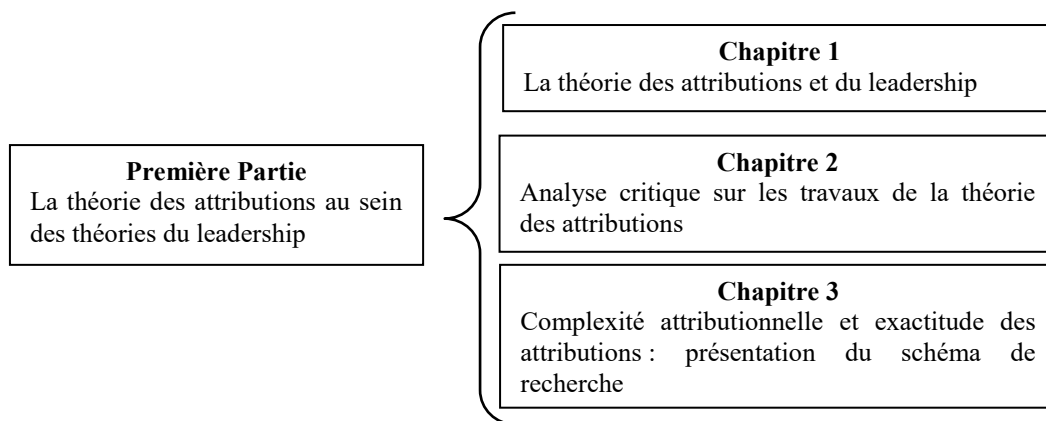 Première Partie
La théorie des attributions au sein
des théories du leadership
Chapitre 1
La théorie des attributions et du leadership
Chapitre 2
Analyse critique sur les travaux de la théorie
des attributions
Chapitre 3
Complexité attributionnelle et exactitude des
attributions : présentation du schéma de
recherche